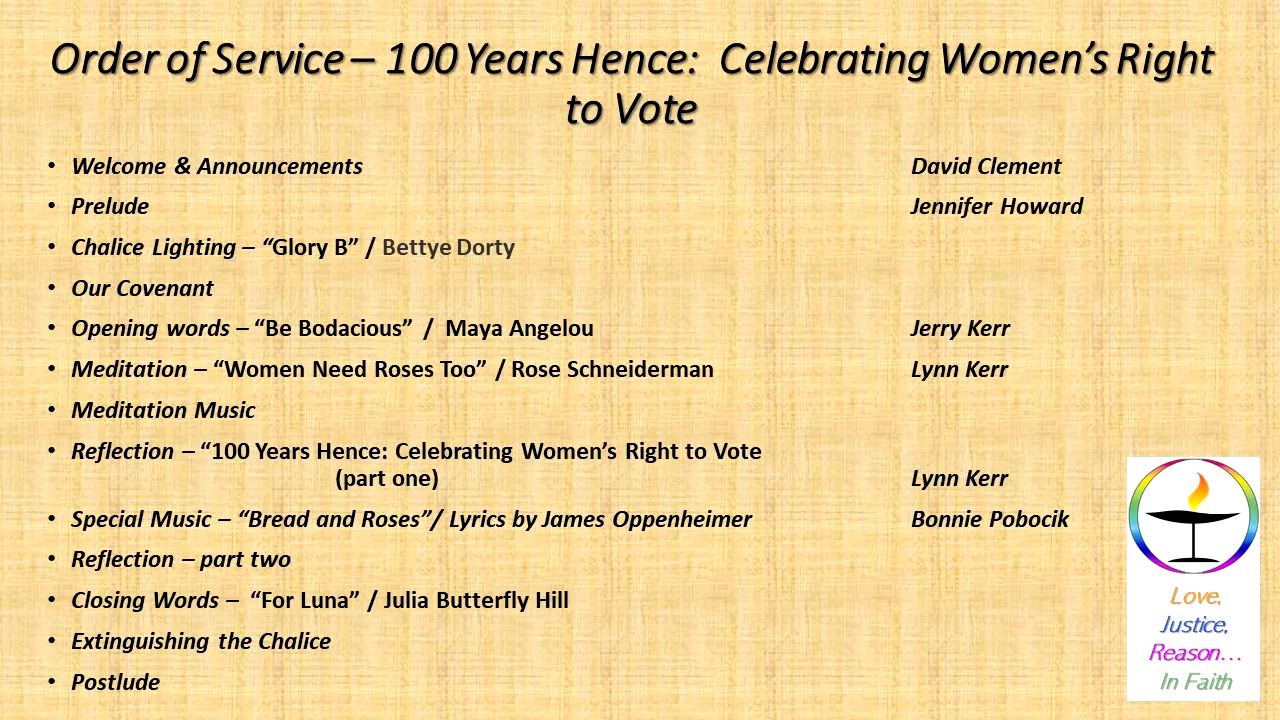 Order of Service – 100 Years Hence:  Celebrating Women’s Right
to Vote
• Welcome & Announcements David Clement
• Prelude Jennifer Howard
• Chalice Lighting – “Glory B” / Bettye Dorty
• Our Covenant
• Opening words – “Be Bodacious” / Maya Angelou Jerry Kerr
• Meditation – “Women Need Roses Too” / Rose Schneiderman Lynn Kerr
• Meditation Music
• Reflection – “100 Years Hence: Celebrating Women’s Right to Vote
(part one) Lynn Kerr
• Special Music – “Bread and Roses”/ Lyrics by James Oppenheimer Bonnie Pobocik
• Reflection – part two
• Closing Words – “For Luna” / Julia Butterfly Hill
• Extinguishing the Chalice
• Postlude
Love,
Justice,
Reason…
In Faith